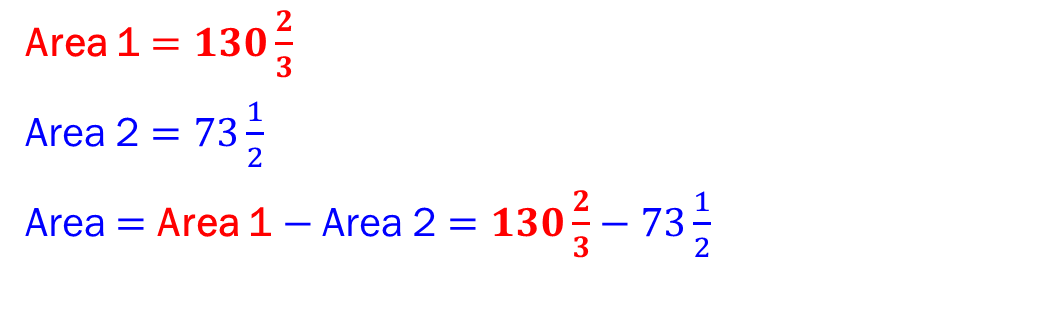 Area 1 = 130 2/3
Area 2 = 73 1/2
Area = Area 1 − Area 2 = 130 2/3 − 73 1/2